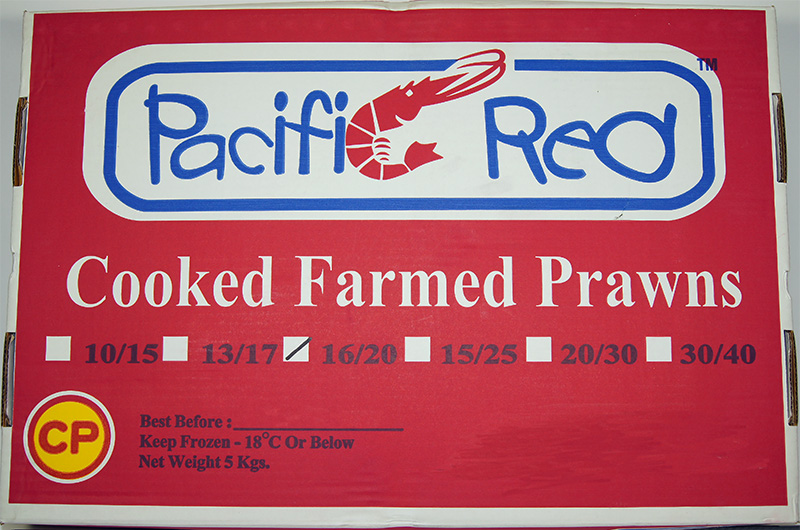 Pacific Red TM
Cooked Farmed Prawns
10/15 13/17 16/20 15/25 20/30 30/40
CP
Best Before :
Keep Frozen - 18°C Or Below
Net Weight 5 Kgs.